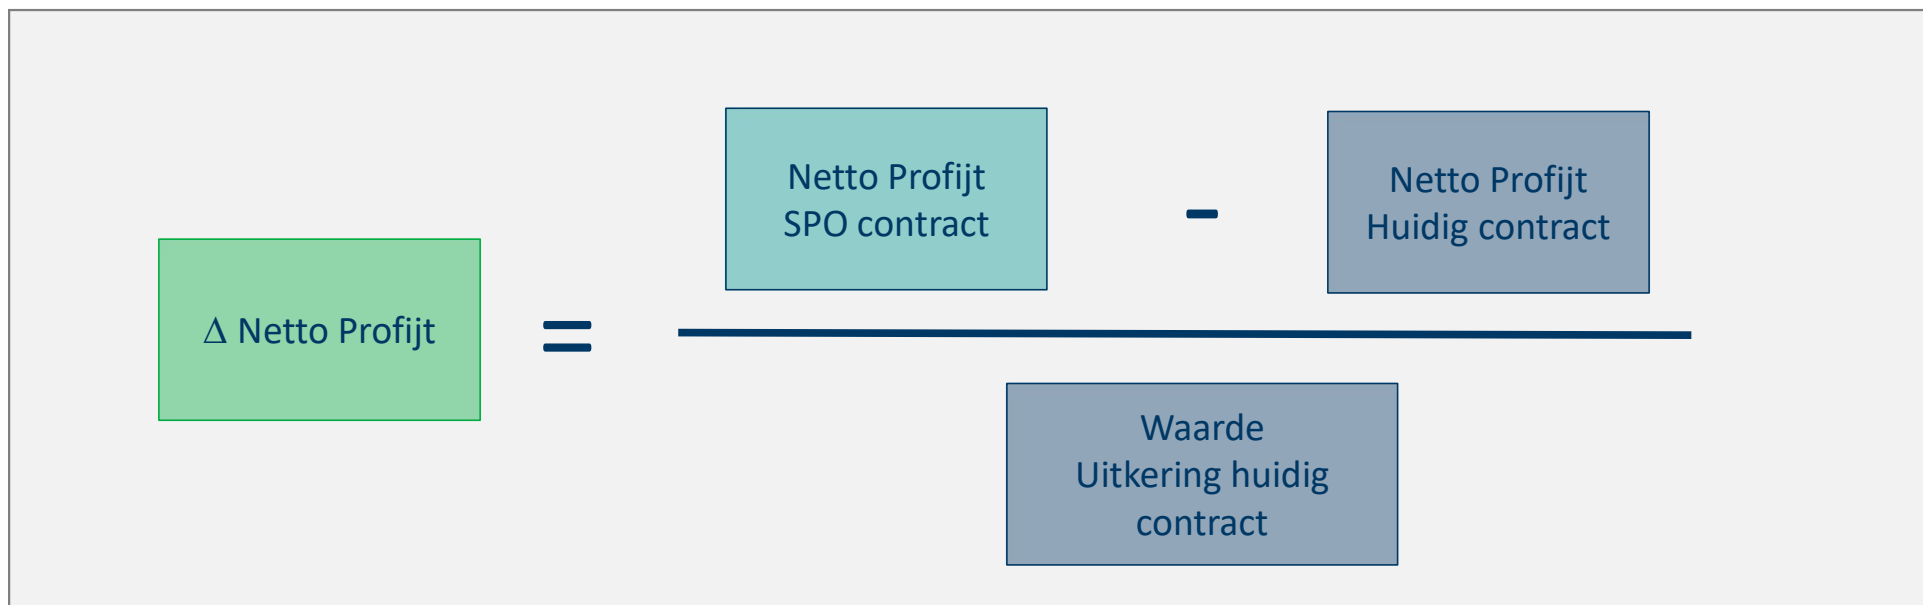 Netto Profijt
SPO contract
-
Netto Profijt
Huidig contract
Δ Netto Profijt
=
Waarde
Uitkering huidig
contract